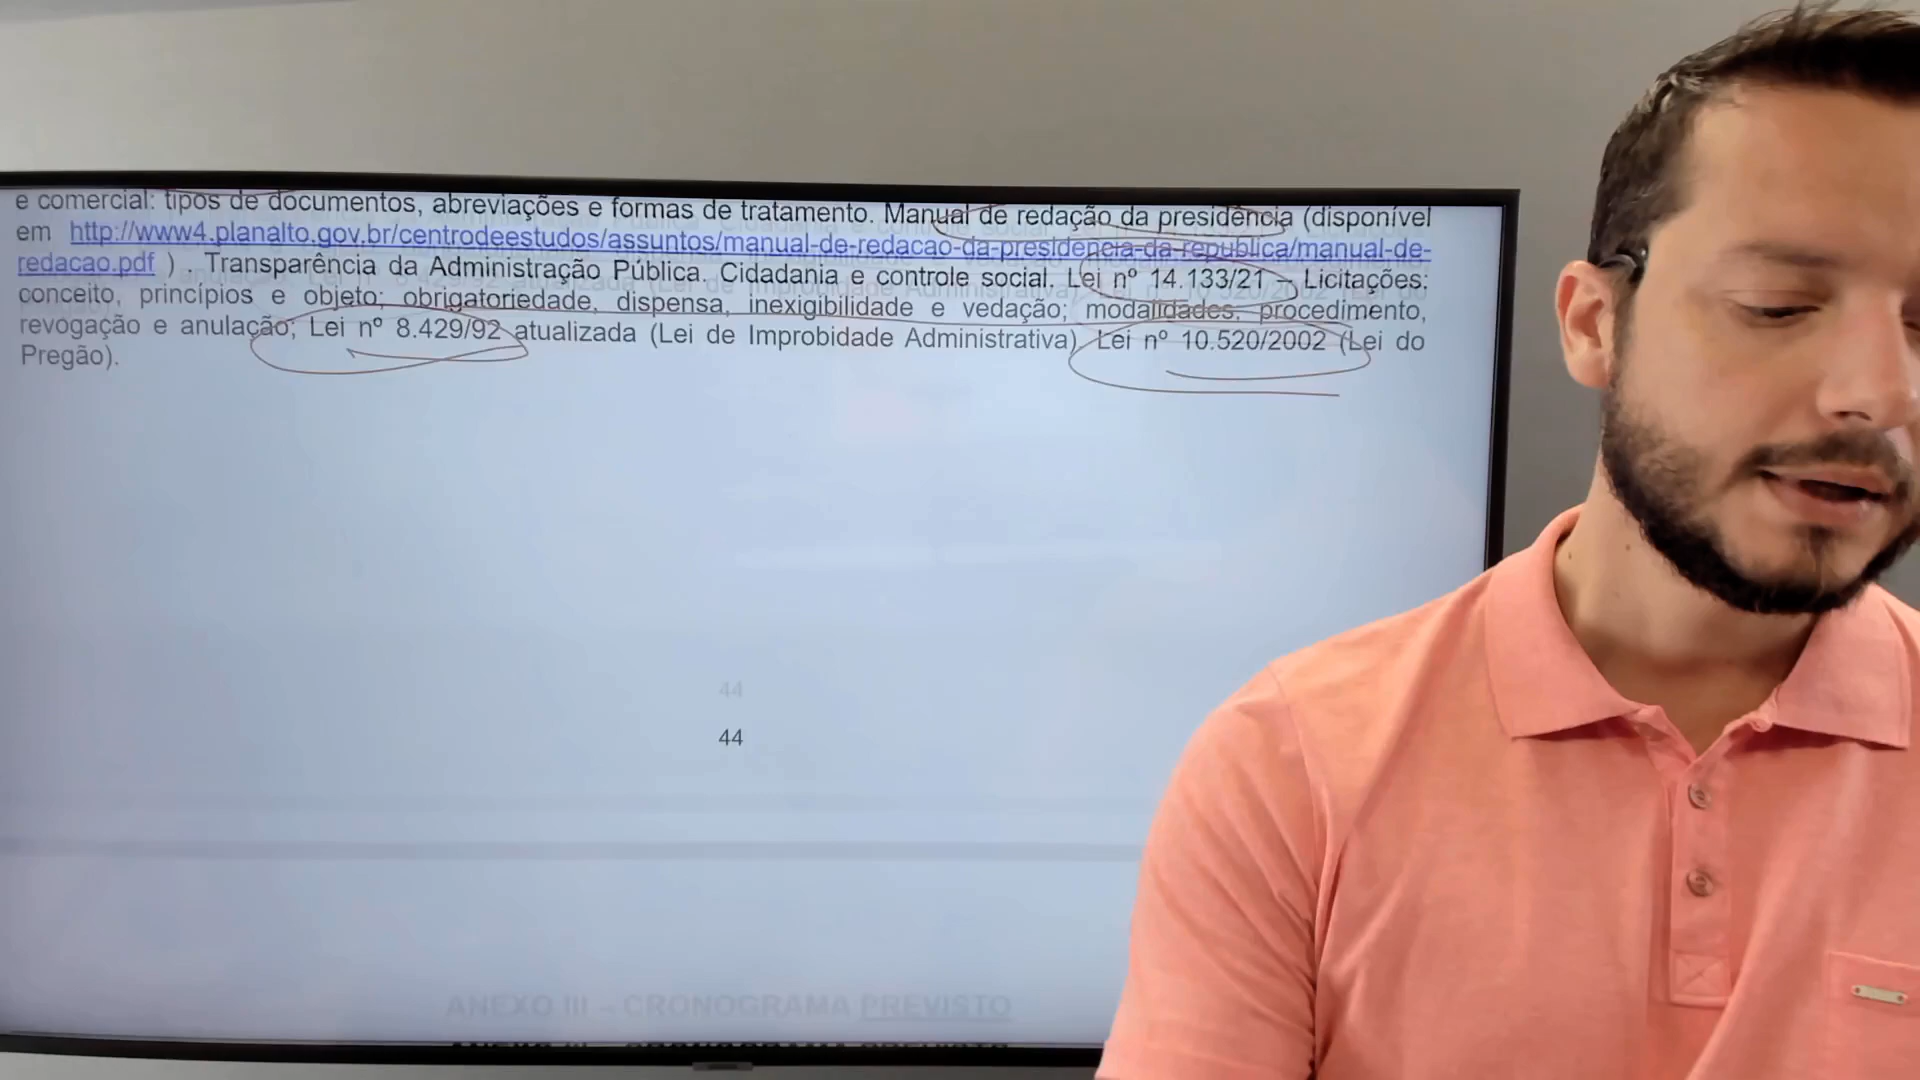 e comercial: tipos de documentos, abreviações e formas de tratamento. Manual de redação da presidência (disponível
em http://www4.planalto.gov.br/centrodeestudos/assuntos/manual-de-redacao-da-presidencia-da-republica/manual-de-
redacao.pdf ) . Transparência da Administração Pública. Cidadania e controle social. Lei nº 14.133/21 - Licitações:
conceito, princípios e objeto; obrigatoriedade, dispensa, inexigibilidade e vedação; modalidades, procedimento,
revogação e anulação; Lei nº 8.429/92 atualizada (Lei de Improbidade Administrativa), Lei nº 10.520/2002 (Lei do
Pregão).
44
44
ANEXO III – CRONOGRAMA PREVISTO